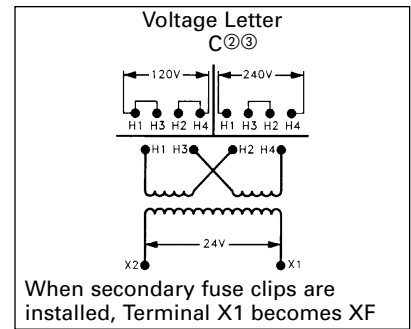 Voltage Letter
C②③
120V 240V
H1 H3 H2 H4 H1 H3 H2 H4
H1 H3 H2 H4
24V
X2 X1
When secondary fuse clips are
installed, Terminal X1 becomes XF